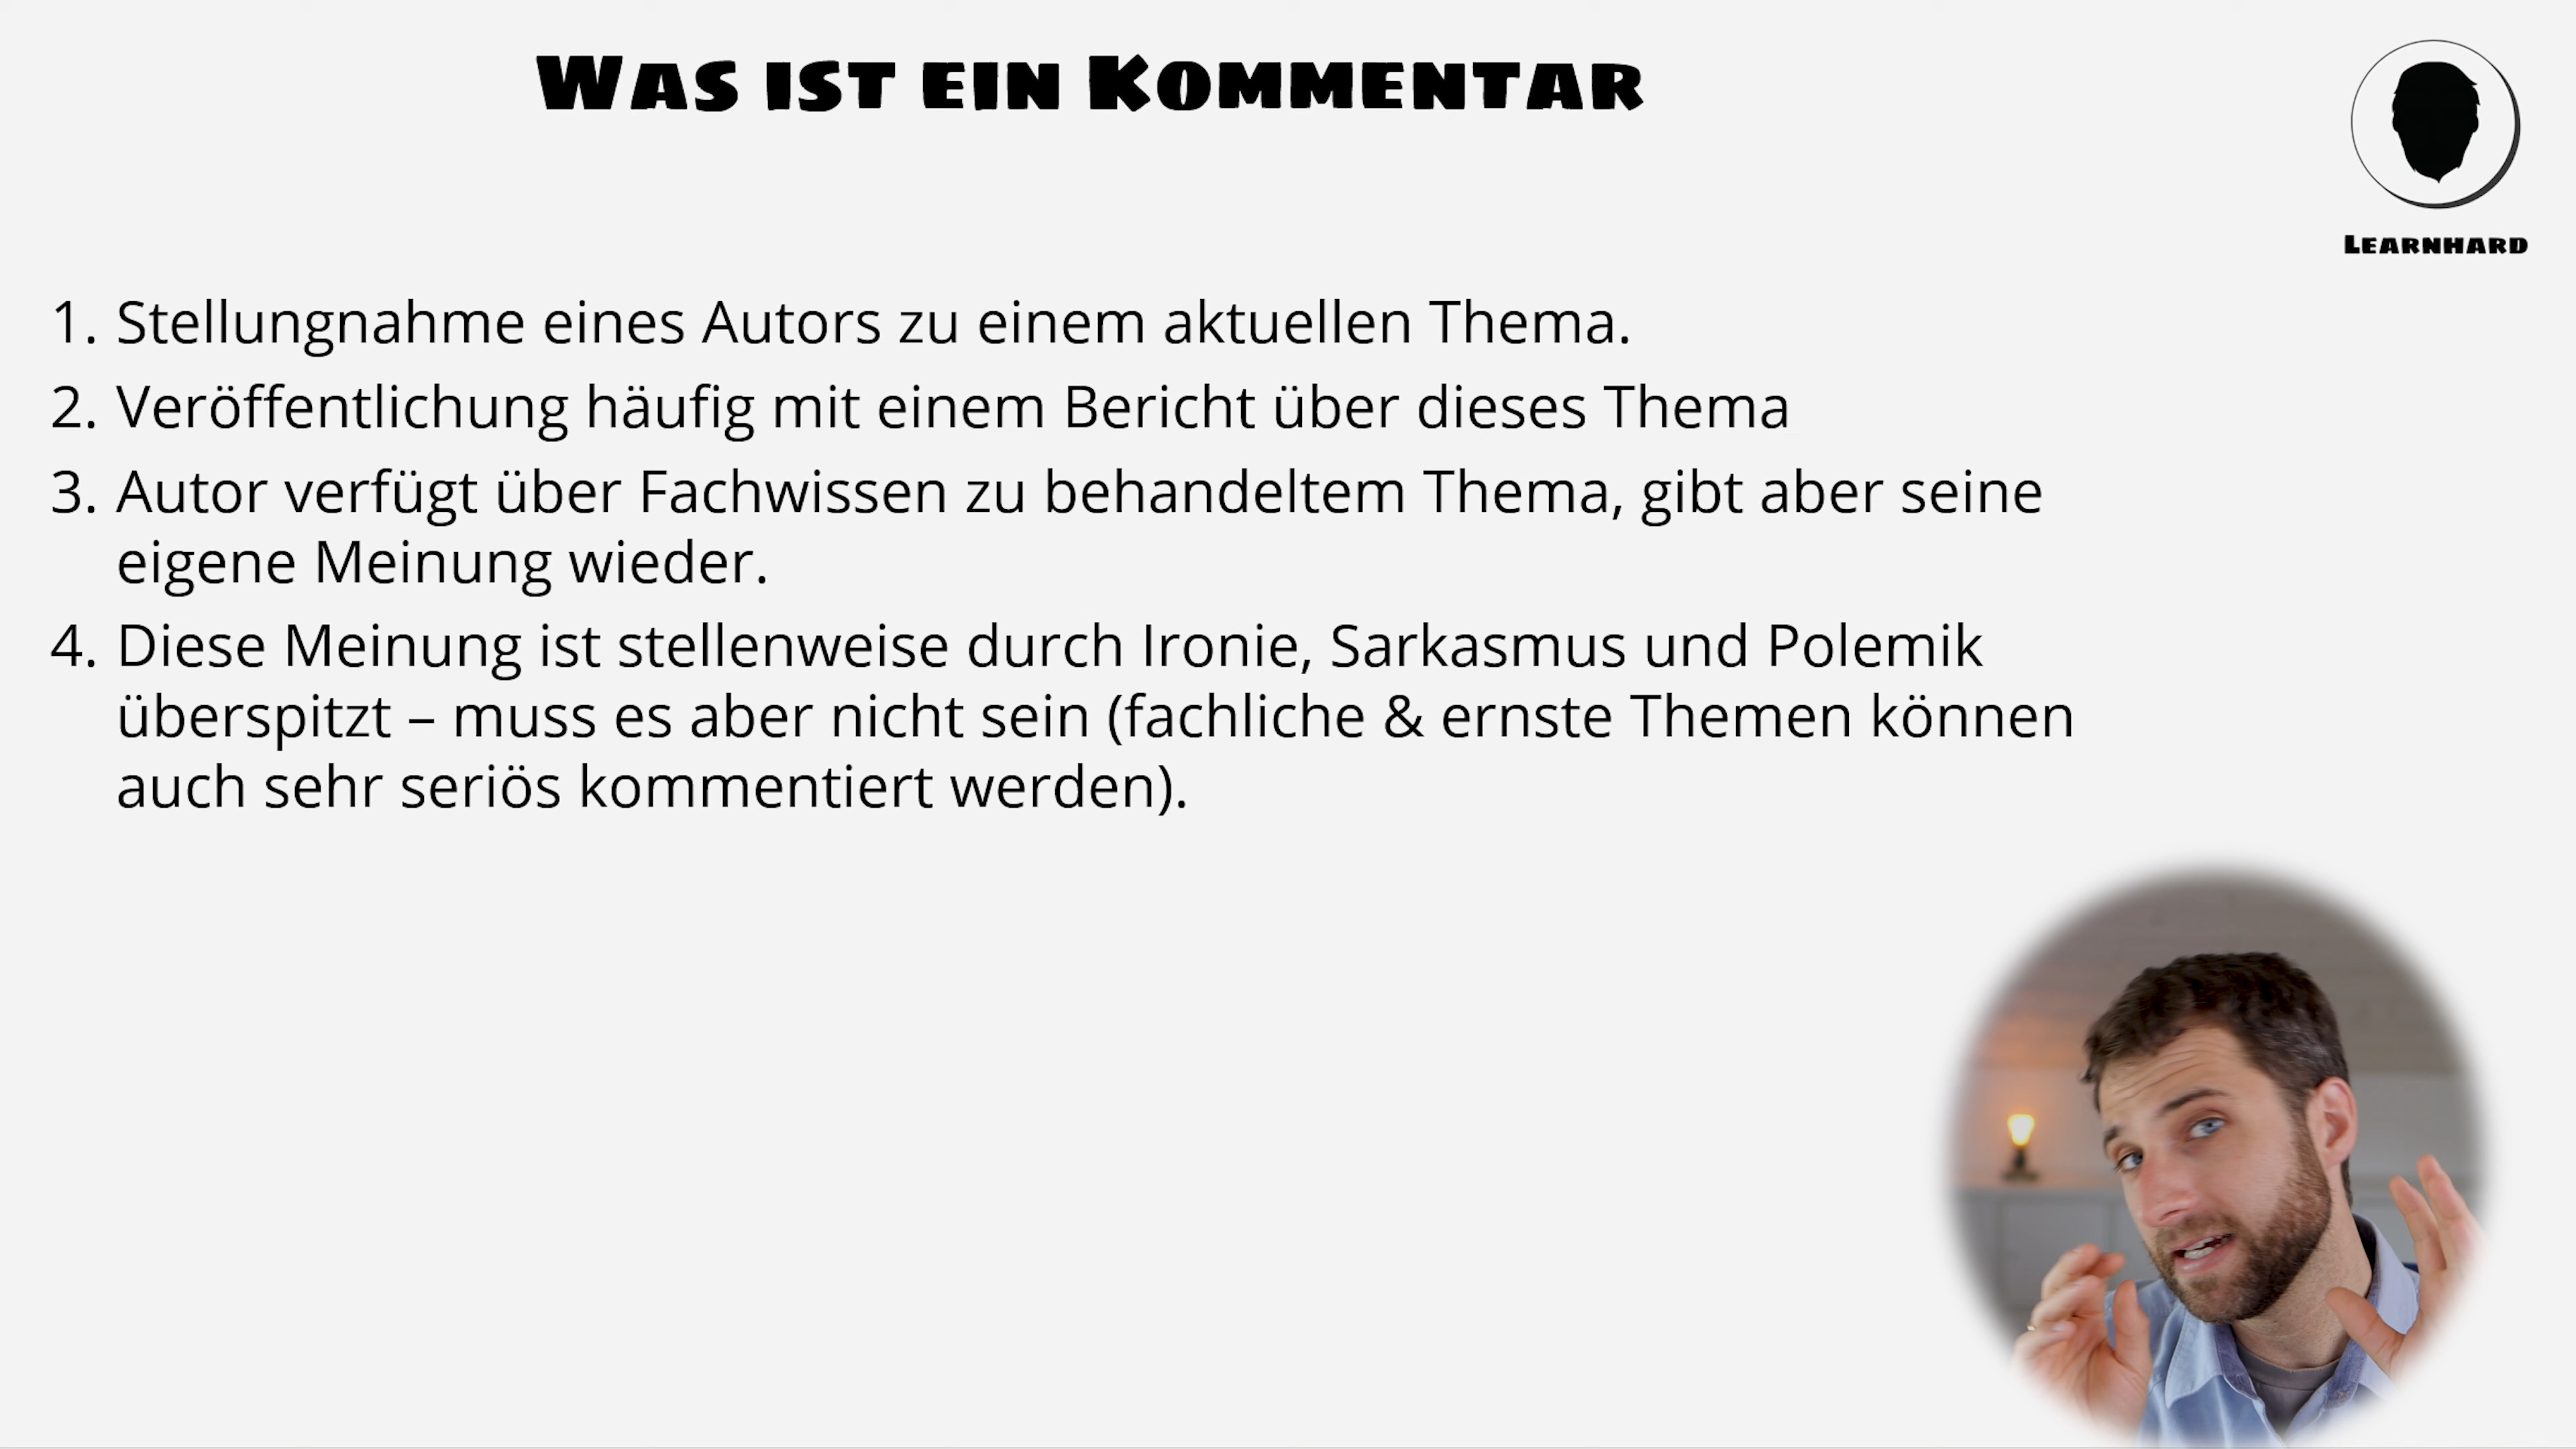 Was ist ein Kommentar
Learnhard
1. Stellungnahme eines Autors zu einem aktuellen Thema.
2. Veröffentlichung häufig mit einem Bericht über dieses Thema
3. Autor verfügt über Fachwissen zu behandeltem Thema, gibt aber seine
eigene Meinung wieder.
4. Diese Meinung ist stellenweise durch Ironie, Sarkasmus und Polemik
überspitzt – muss es aber nicht sein (fachliche & ernste Themen können
auch sehr seriös kommentiert werden).